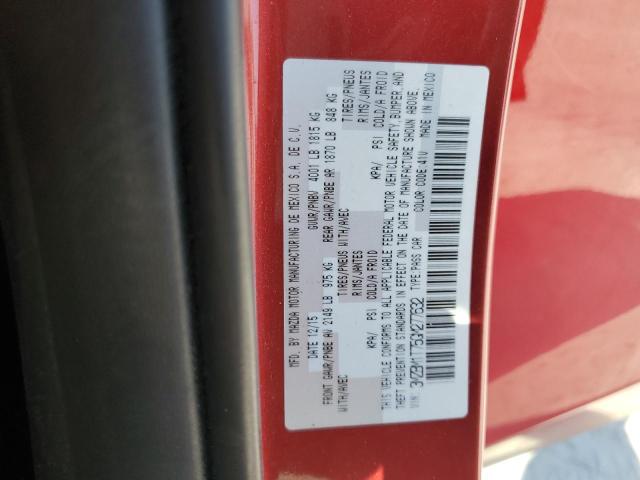 MFD. BY MAZDA MOTOR MANUFACTURING DE MEXICO S.A. DE C.V.
DATE 12/15 GVWR/PNBV 4001 LB 1815 KG
FRONT GAWR/PNBE AV 2149 LB 975 KG REAR GAWR/PNBE AR 1870 LB 848 KG
WITH/AVEC TIRES/PNEUS WITH/AVEC TIRES/PNEUS
RIMS/JANTES RIMS/JANTES
KPA/ PSI COLD/A FROID KPA/ PSI COLD/A FROID
THIS VEHICLE CONFORMS TO ALL APPLICABLE FEDERAL MOTOR VEHICLE SAFETY, BUMPER, AND
THEFT PREVENTION STANDARDS IN EFFECT ON THE DATE OF MANUFACTURE SHOWN ABOVE.
VIN: TYPE:PASS CAR COLOR CODE:41V MADE IN MEXICO